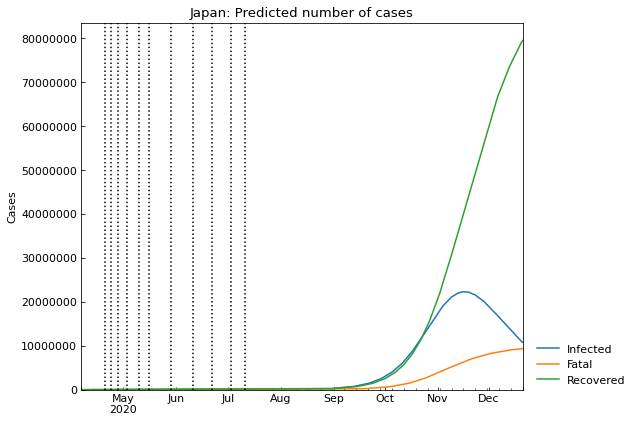 Japan: Predicted number of cases
Cases
80000000
70000000
60000000
50000000
40000000
30000000
20000000
10000000
0
May Jun Jul Aug Sep Oct Nov Dec
2020
Infected
Fatal
Recovered